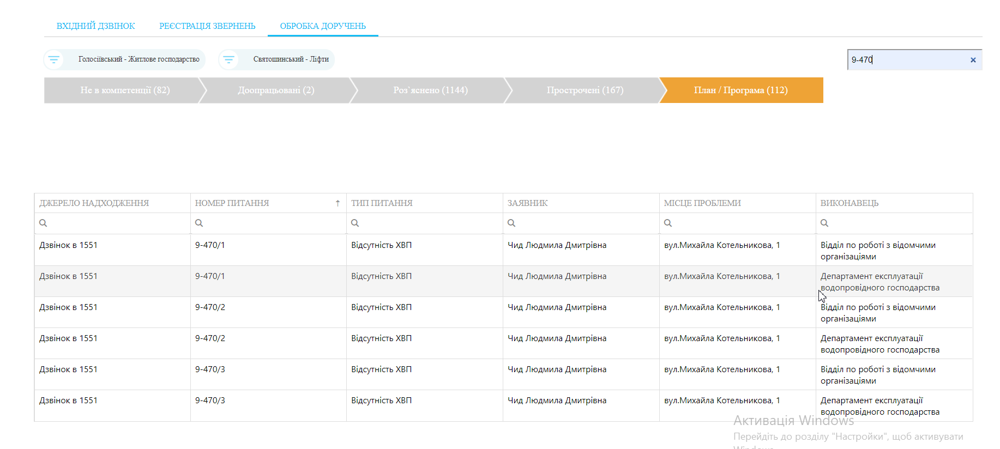 ВХІДНИЙ ДЗВІНОК РЕЄСТРАЦІЯ ЗВЕРНЕНЬ ОБРОБКА ДОРУЧЕНЬ
Голосіївський - Житлове господарство Святошинський - Ліфти 9-470 ×
Не в компетенції (82) Доопрацьовані (2) Роз`яснено (1144) Прострочені (167) План / Програма (112)
ДЖЕРЕЛО НАДХОДЖЕННЯ НОМЕР ПИТАННЯ ↑ ТИП ПИТАННЯ ЗАЯВНИК МІСЦЕ ПРОБЛЕМИ ВИКОНАВЕЦЬ
Дзвінок в 1551 9-470/1 Відсутність ХВП Чид Людмила Дмитрівна вул.Михайла Котельникова, 1 Відділ по роботі з відомчими
організаціями
Дзвінок в 1551 9-470/1 Відсутність ХВП Чид Людмила Дмитрівна вул.Михайла Котельникова, 1 Департамент експлуатації
водопровідного господарства
Дзвінок в 1551 9-470/2 Відсутність ХВП Чид Людмила Дмитрівна вул.Михайла Котельникова, 1 Відділ по роботі з відомчими
організаціями
Дзвінок в 1551 9-470/2 Відсутність ХВП Чид Людмила Дмитрівна вул.Михайла Котельникова, 1 Департамент експлуатації
водопровідного господарства
Дзвінок в 1551 9-470/3 Відсутність ХВП Чид Людмила Дмитрівна вул.Михайла Котельникова, 1 Відділ по роботі з відомчими
організаціями
Дзвінок в 1551 9-470/3 Відсутність ХВП Чид Людмила Дмитрівна вул.Михайла Котельникова, 1 Департамент експлуатації
водопровідного господарства
Активація Windows
Перейдіть до розділу "Настройки", щоб активувати
Windows.